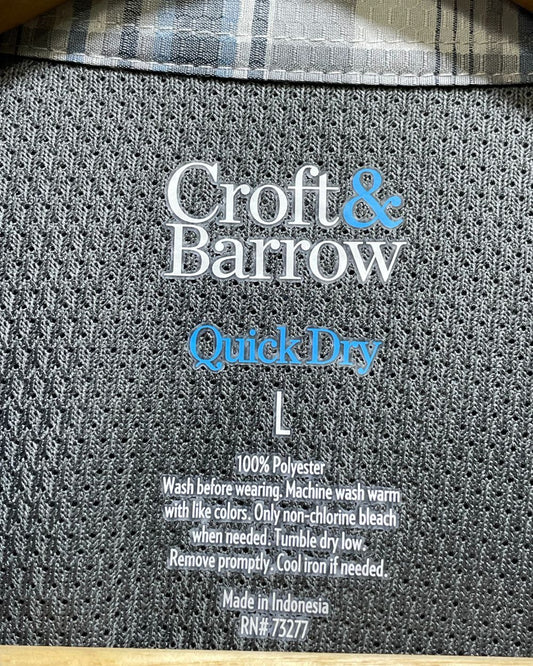 Croft&
Barrow
Quick Dry
L
100% Polyester
Wash before wearing. Machine wash warm
with like colors. Only non-chlorine bleach
when needed. Tumble dry low.
Remove promptly. Cool iron if needed.
Made in Indonesia
RN# 73277